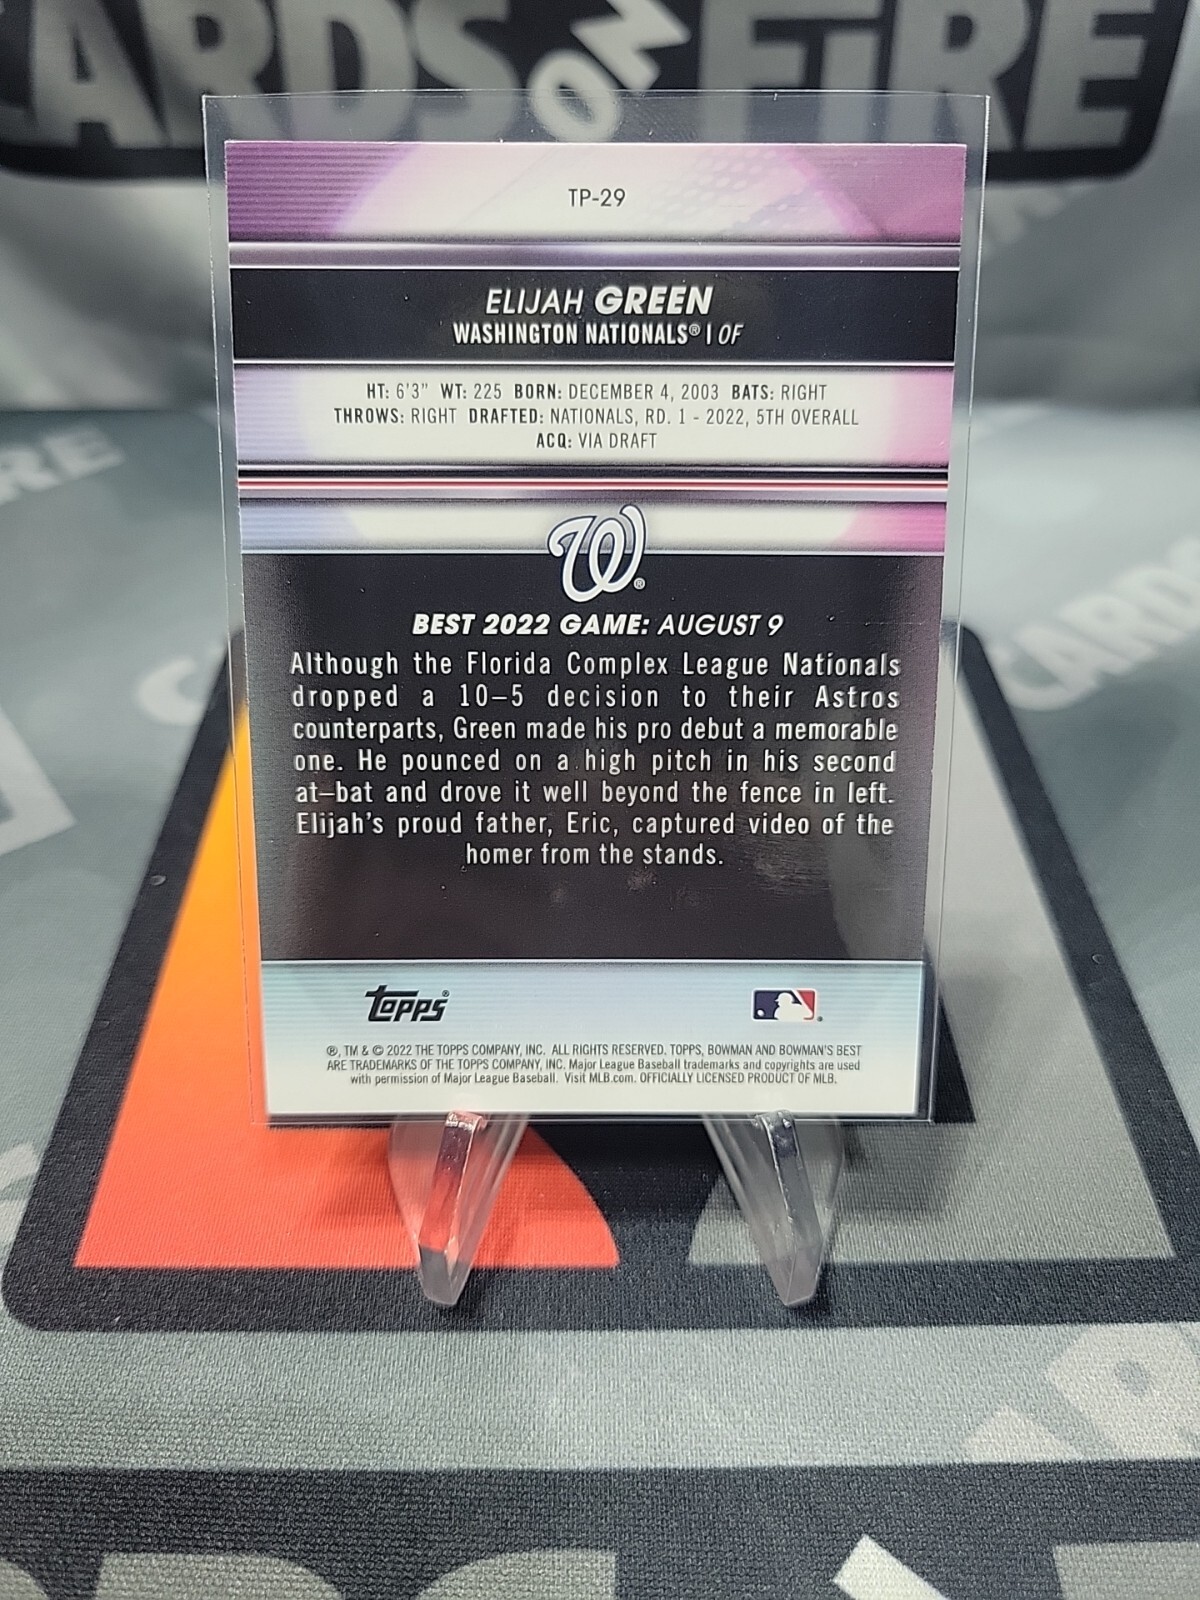 CARDS ON FIRE
TP-29
ELIJAH GREEN
WASHINGTON NATIONALS® | OF
HT: 6'3" WT: 225 BORN: DECEMBER 4, 2003 BATS: RIGHT
THROWS: RIGHT DRAFTED: NATIONALS, RD. 1 - 2022, 5TH OVERALL
ACQ: VIA DRAFT
W®
BEST 2022 GAME: AUGUST 9
Although the Florida Complex League Nationals
dropped a 10–5 decision to their Astros
counterparts, Green made his pro debut a memorable
one. He pounced on a high pitch in his second
at–bat and drove it well beyond the fence in left.
Elijah's proud father, Eric, captured video of the
homer from the stands.
topps®
®, TM & © 2022 THE TOPPS COMPANY, INC. ALL RIGHTS RESERVED. TOPPS, BOWMAN AND BOWMAN'S BEST
ARE TRADEMARKS OF THE TOPPS COMPANY, INC. Major League Baseball trademarks and copyrights are used
with permission of Major League Baseball. Visit MLB.com. OFFICIALLY LICENSED PRODUCT OF MLB.